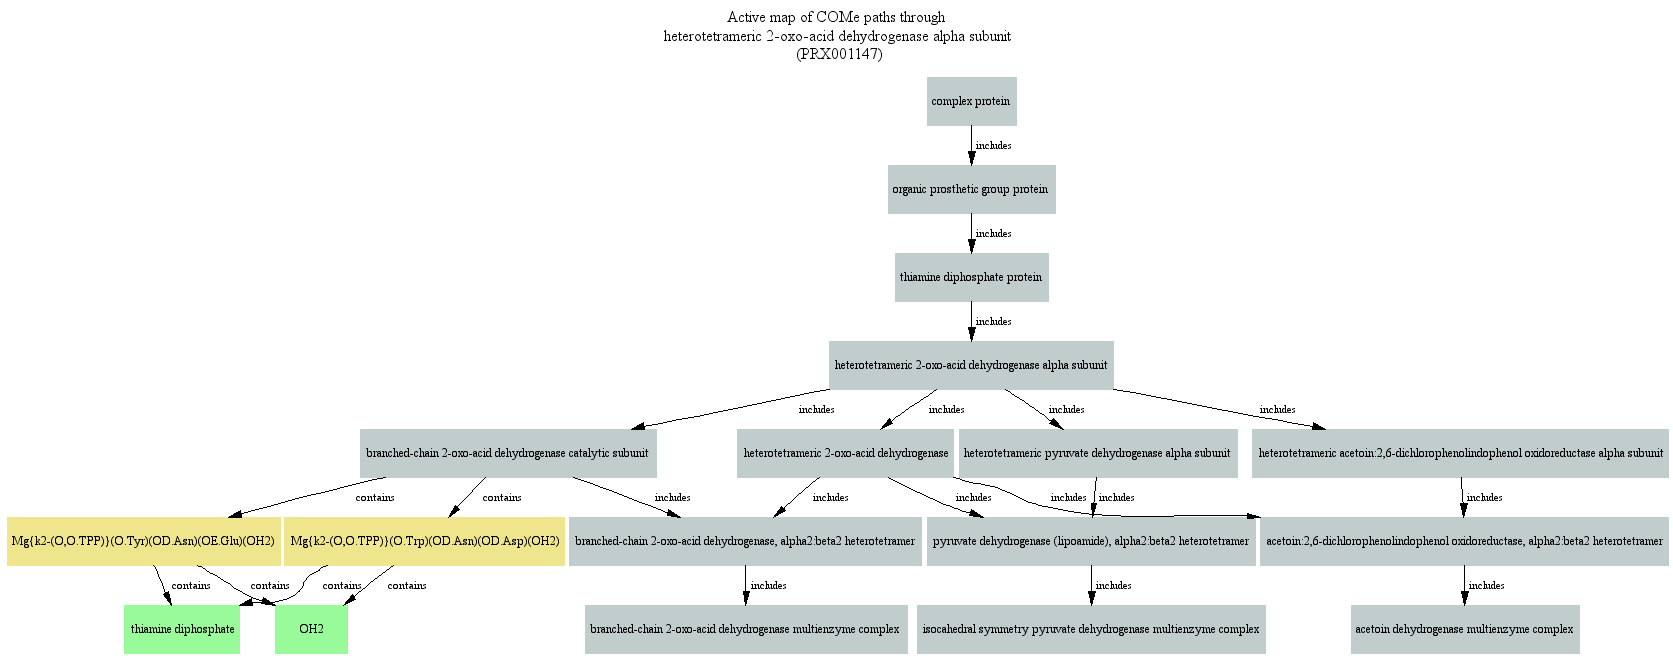 Active map of COMe paths through
heterotetrameric 2-oxo-acid dehydrogenase alpha subunit
(PRX001147)
complex protein
includes
organic prosthetic group protein
includes
thiamine diphosphate protein
includes
heterotetrameric 2-oxo-acid dehydrogenase alpha subunit
includes includes includes includes
branched-chain 2-oxo-acid dehydrogenase catalytic subunit
heterotetrameric 2-oxo-acid dehydrogenase
heterotetrameric pyruvate dehydrogenase alpha subunit
heterotetrameric acetoin:2,6-dichlorophenolindophenol oxidoreductase alpha subunit
contains contains includes includes includes includes includes includes
Mg{k2-(O,O.TPP)}(O.Tyr)(OD.Asn)(OE.Glu)(OH2)
Mg{k2-(O,O.TPP)}(O.Trp)(OD.Asn)(OD.Asp)(OH2)
branched-chain 2-oxo-acid dehydrogenase, alpha2:beta2 heterotetramer
pyruvate dehydrogenase (lipoamide), alpha2:beta2 heterotetramer
acetoin:2,6-dichlorophenolindophenol oxidoreductase, alpha2:beta2 heterotetramer
contains contains contains contains includes includes includes
thiamine diphosphate
OH2
branched-chain 2-oxo-acid dehydrogenase multienzyme complex
isocahedral symmetry pyruvate dehydrogenase multienzyme complex
acetoin dehydrogenase multienzyme complex